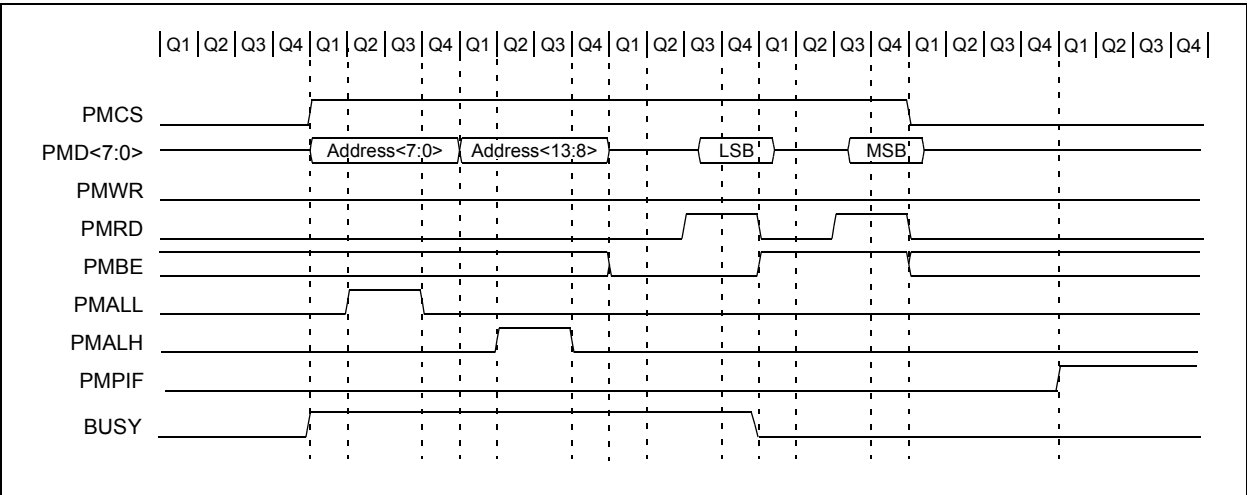 Q1 Q2 Q3 Q4 Q1 Q2 Q3 Q4 Q1 Q2 Q3 Q4 Q1 Q2 Q3 Q4 Q1 Q2 Q3 Q4 Q1 Q2 Q3 Q4 Q1 Q2 Q3 Q4
PMCS
PMD<7:0> Address<7:0> Address<13:8> LSB MSB
PMWR
PMRD
PMBE
PMALL
PMALH
PMPIF
BUSY